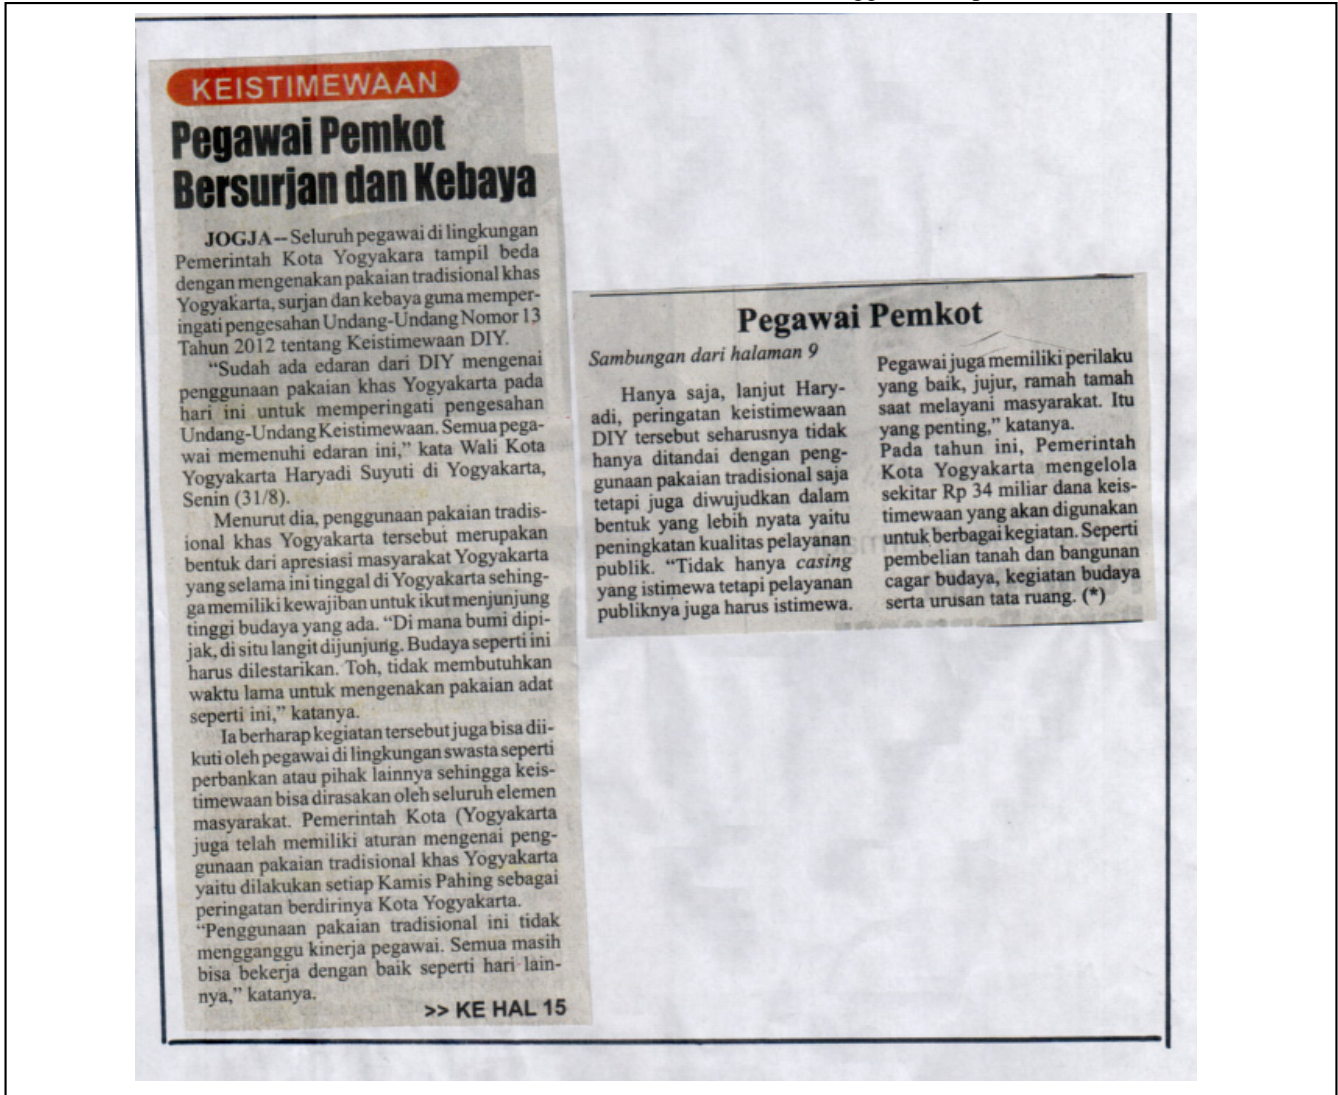 KEISTIMEWAAN
Pegawai Pemkot
Bersurjan dan Kebaya
JOGJA – Seluruh pegawai di lingkungan
Pemerintah Kota Yogyakara tampil beda
dengan mengenakan pakaian tradisional khas
Yogyakarta, surjan dan kebaya guna memper-
ingati pengesahan Undang-Undang Nomor 13
Tahun 2012 tentang Keistimewaan DIY.
“Sudah ada edaran dari DIY mengenai
penggunaan pakaian khas Yogyakarta pada
hari ini untuk memperingati pengesahan
Undang-Undang Keistimewaan. Semua pega-
wai memenuhi edaran ini,” kata Wali Kota
Yogyakarta Haryadi Suyuti di Yogyakarta,
Senin (31/8).
Menurut dia, penggunaan pakaian tradis-
ional khas Yogyakarta tersebut merupakan
bentuk dari apresiasi masyarakat Yogyakarta
yang selama ini tinggal di Yogyakarta sehing-
ga memiliki kewajiban untuk ikut menjunjung
tinggi budaya yang ada. “Di mana bumi dipi-
jak, di situ langit dijunjung. Budaya seperti ini
harus dilestarikan. Toh, tidak membutuhkan
waktu lama untuk mengenakan pakaian adat
seperti ini,” katanya.
Ia berharap kegiatan tersebut juga bisa dii-
kuti oleh pegawai di lingkungan swasta seperti
perbankan atau pihak lainnya sehingga keis-
timewaan bisa dirasakan oleh seluruh elemen
masyarakat. Pemerintah Kota (Yogyakarta
juga telah memiliki aturan mengenai peng-
gunaan pakaian tradisional khas Yogyakarta
yaitu dilakukan setiap Kamis Pahing sebagai
peringatan berdirinya Kota Yogyakarta.
“Penggunaan pakaian tradisional ini tidak
mengganggu kinerja pegawai. Semua masih
bisa bekerja dengan baik seperti hari lain-
nya,” katanya.
>> KE HAL 15
Pegawai Pemkot
Sambungan dari halaman 9
Hanya saja, lanjut Hary-
adi, peringatan keistimewaan
DIY tersebut seharusnya tidak
hanya ditandai dengan peng-
gunaan pakaian tradisional saja
tetapi juga diwujudkan dalam
bentuk yang lebih nyata yaitu
peningkatan kualitas pelayanan
publik. “Tidak hanya casing
yang istimewa tetapi pelayanan
publiknya juga harus istimewa.
Pegawai juga memiliki perilaku
yang baik, jujur, ramah tamah
saat melayani masyarakat. Itu
yang penting,” katanya.
Pada tahun ini, Pemerintah
Kota Yogyakarta mengelola
sekitar Rp 34 miliar dana keis-
timewaan yang akan digunakan
untuk berbagai kegiatan. Seperti
pembelian tanah dan bangunan
cagar budaya, kegiatan budaya
serta urusan tata ruang. (*)